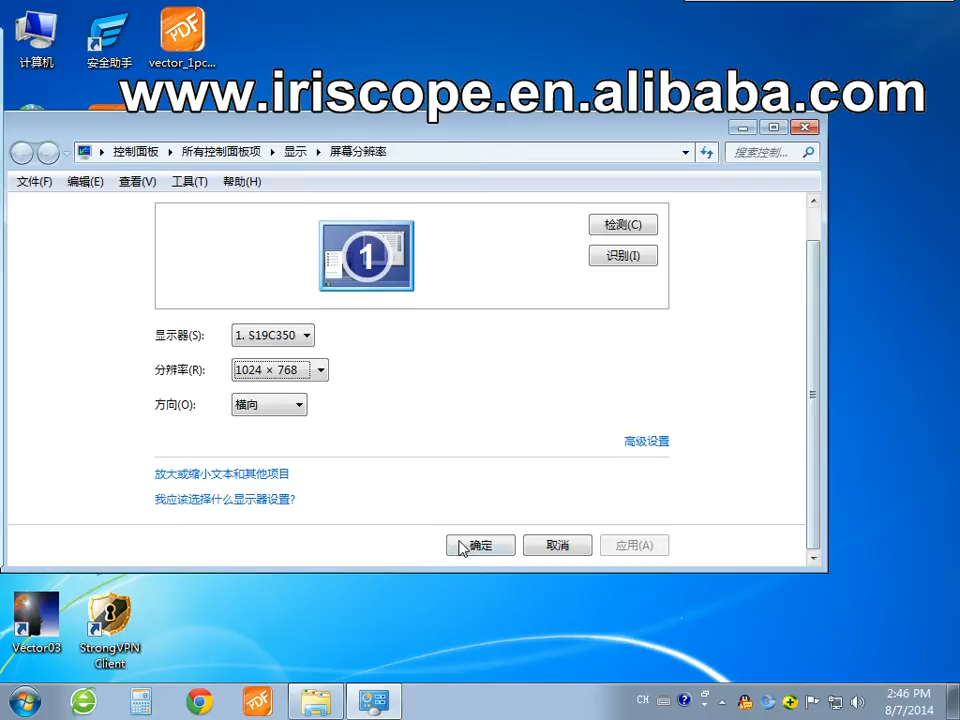 计算机
安全助手
vector_1pc...
www.iriscope.en.alibaba.com
控制面板 所有控制面板项 显示 屏幕分辨率
搜索控制...
文件(F) 编辑(E) 查看(V) 工具(T) 帮助(H)
1
检测(C)
识别(I)
显示器(S): 1. S19C350
分辨率(R): 1024 × 768
方向(O): 横向
高级设置
放大或缩小文本和其他项目
我应该选择什么显示器设置?
确定 取消 应用(A)
Vector03
StrongVPN
Client
PDF
PDF
CH
2:46 PM
8/7/2014